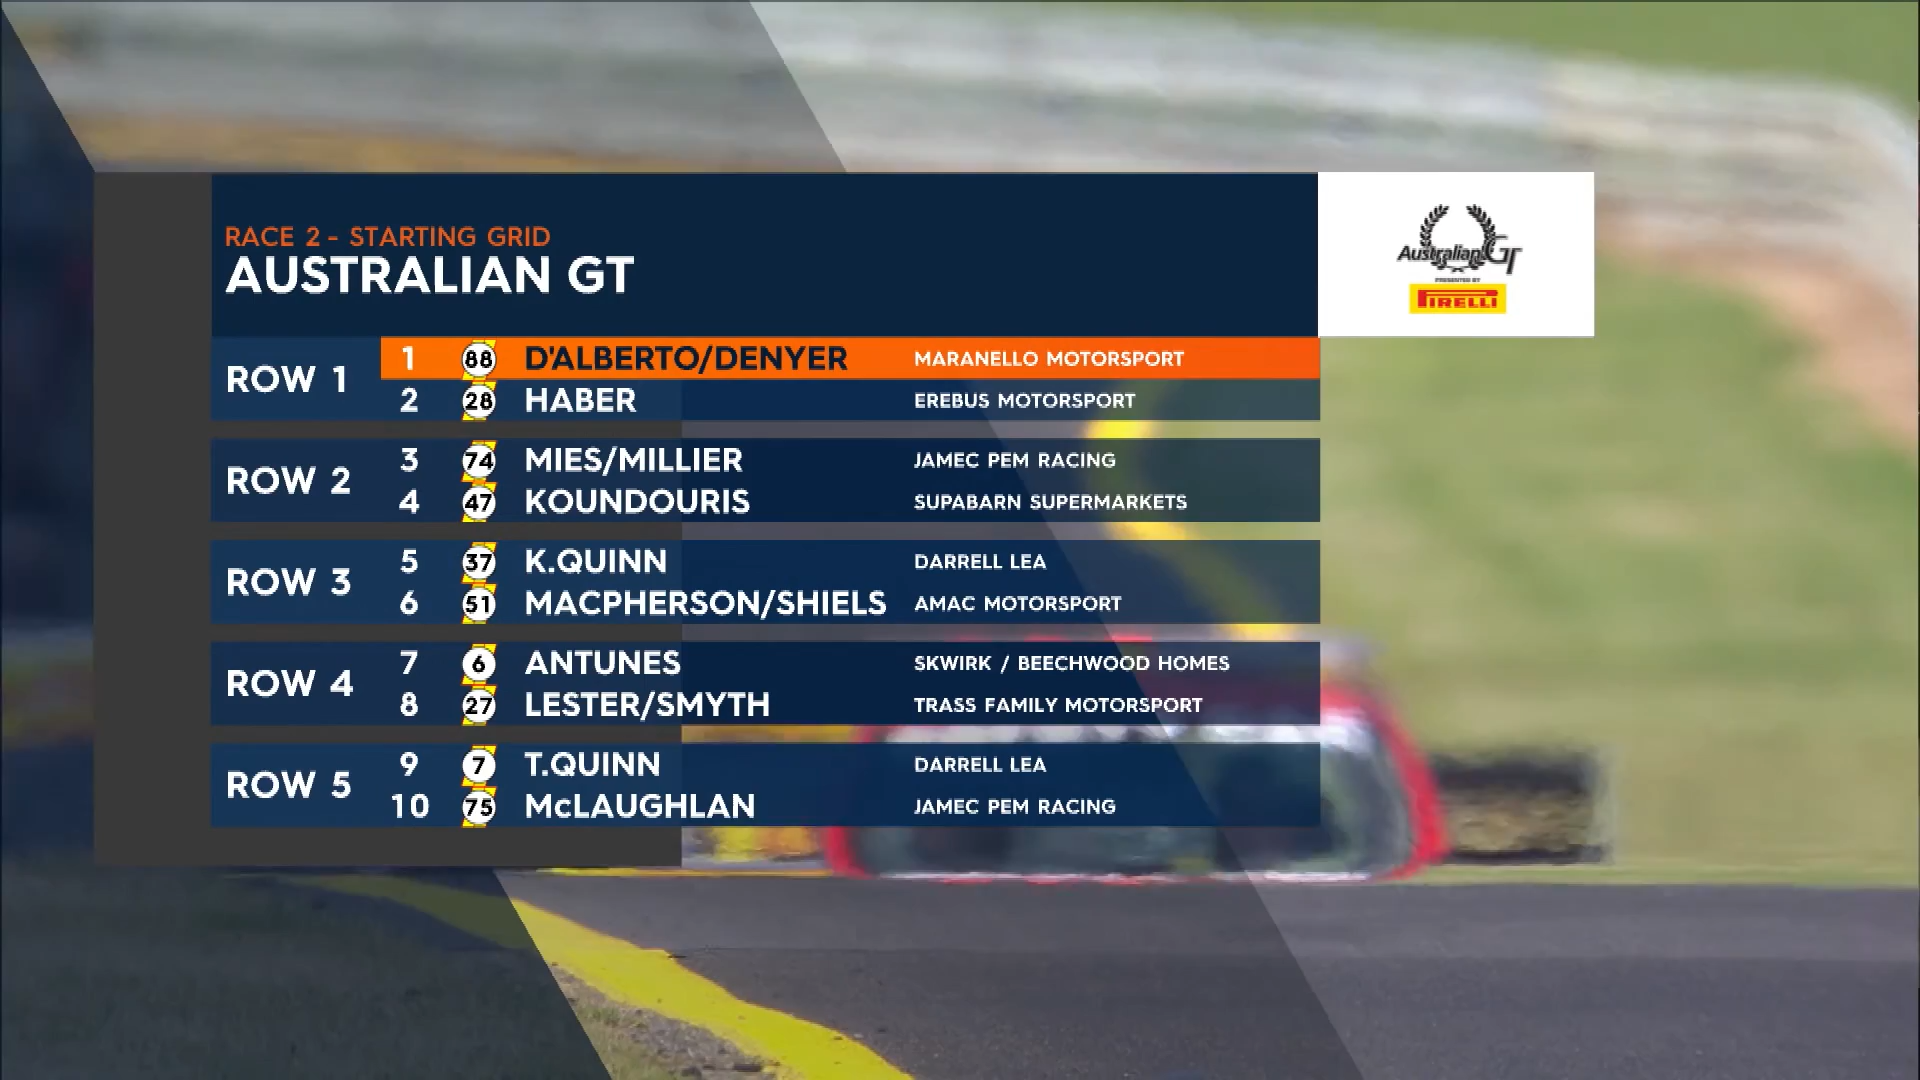 RACE 2 - STARTING GRID
AUSTRALIAN GT
Australian GT
PRESENTED BY
PIRELLI
ROW 1
1 88 D'ALBERTO/DENYER MARANELLO MOTORSPORT
2 28 HABER EREBUS MOTORSPORT
ROW 2
3 74 MIES/MILLIER JAMEC PEM RACING
4 47 KOUNDOURIS SUPABARN SUPERMARKETS
ROW 3
5 37 K.QUINN DARRELL LEA
6 51 MACPHERSON/SHIELS AMAC MOTORSPORT
ROW 4
7 6 ANTUNES SKWIRK / BEECHWOOD HOMES
8 27 LESTER/SMYTH TRASS FAMILY MOTORSPORT
ROW 5
9 7 T.QUINN DARRELL LEA
10 75 McLAUGHLAN JAMEC PEM RACING